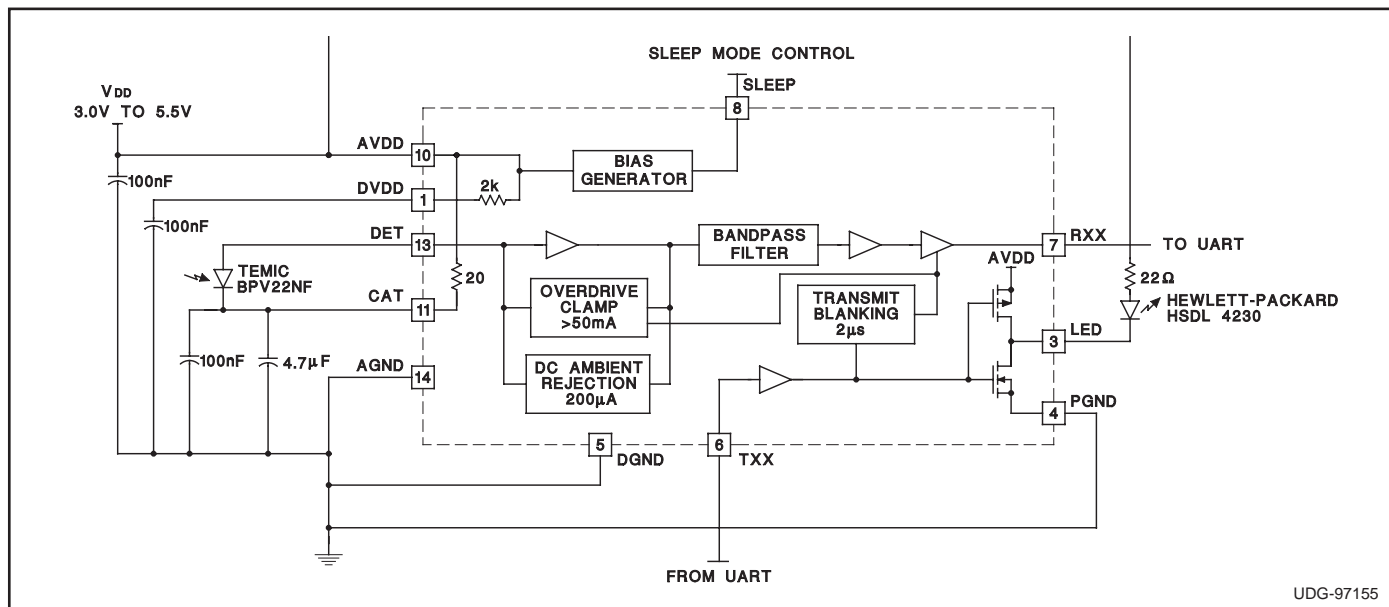 SLEEP MODE CONTROL
SLEEP
8
VDD
3.0V TO 5.5V
AVDD
10
100nF
DVDD
1
2k
BIAS
GENERATOR
100nF
DET
13
BANDPASS
FILTER
7
RXX
TO UART
AVDD
TEMIC
BPV22NF
20
OVERDRIVE
CLAMP
>50mA
TRANSMIT
BLANKING
2µs
22Ω
HEWLETT-PACKARD
HSDL 4230
CAT
11
3
LED
100nF
4.7µF
AGND
14
DC AMBIENT
REJECTION
200µA
4
PGND
5
DGND
6
TXX
FROM UART
UDG-97155